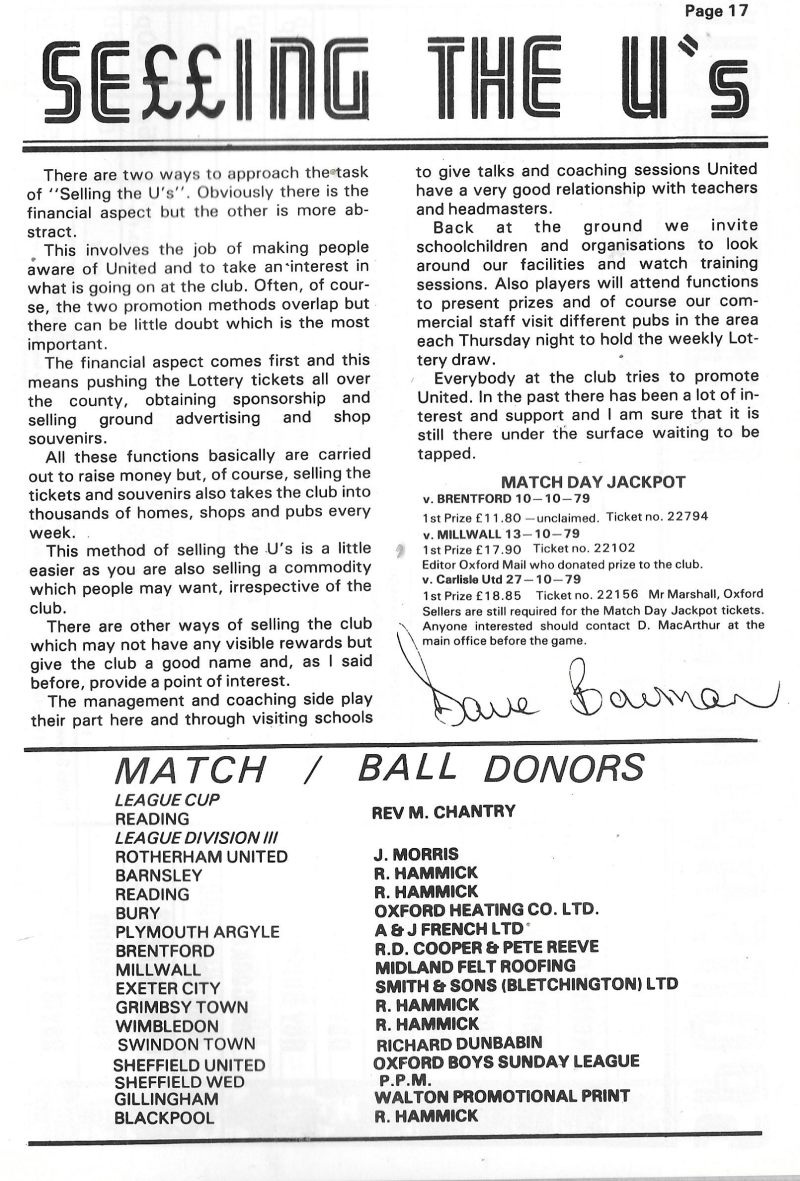 Page 17
SE££ING THE U's
There are two ways to approach the task
of "Selling the U's". Obviously there is the
financial aspect but the other is more ab-
stract.
This involves the job of making people
aware of United and to take an interest in
what is going on at the club. Often, of cour-
se, the two promotion methods overlap but
there can be little doubt which is the most
important.
The financial aspect comes first and this
means pushing the Lottery tickets all over
the county, obtaining sponsorship and
selling ground advertising and shop
souvenirs.
All these functions basically are carried
out to raise money but, of course, selling the
tickets and souvenirs also takes the club into
thousands of homes, shops and pubs every
week.
This method of selling the U's is a little
easier as you are also selling a commodity
which people may want, irrespective of the
club.
There are other ways of selling the club
which may not have any visible rewards but
give the club a good name and, as I said
before, provide a point of interest.
The management and coaching side play
their part here and through visiting schools
to give talks and coaching sessions United
have a very good relationship with teachers
and headmasters.
Back at the ground we invite
schoolchildren and organisations to look
around our facilities and watch training
sessions. Also players will attend functions
to present prizes and of course our com-
mercial staff visit different pubs in the area
each Thursday night to hold the weekly Lot-
tery draw.
Everybody at the club tries to promote
United. In the past there has been a lot of in-
terest and support and I am sure that it is
still there under the surface waiting to be
tapped.
MATCH DAY JACKPOT
v. BRENTFORD 10–10–79
1st Prize £11.80 – unclaimed. Ticket no. 22794
v. MILLWALL 13–10–79
1st Prize £17.90 Ticket no. 22102
Editor Oxford Mail who donated prize to the club.
v. Carlisle Utd 27–10–79
1st Prize £18.85 Ticket no. 22156 Mr Marshall, Oxford
Sellers are still required for the Match Day Jackpot tickets.
Anyone interested should contact D. MacArthur at the
main office before the game.
Dave Bowman
MATCH / BALL DONORS
LEAGUE CUP
READING REV M. CHANTRY
LEAGUE DIVISION III
ROTHERHAM UNITED J. MORRIS
BARNSLEY R. HAMMICK
READING R. HAMMICK
BURY OXFORD HEATING CO. LTD.
PLYMOUTH ARGYLE A & J FRENCH LTD
BRENTFORD R.D. COOPER & PETE REEVE
MILLWALL MIDLAND FELT ROOFING
EXETER CITY SMITH & SONS (BLETCHINGTON) LTD
GRIMSBY TOWN R. HAMMICK
WIMBLEDON R. HAMMICK
SWINDON TOWN RICHARD DUNBABIN
SHEFFIELD UNITED OXFORD BOYS SUNDAY LEAGUE
SHEFFIELD WED P.P.M.
GILLINGHAM WALTON PROMOTIONAL PRINT
BLACKPOOL R. HAMMICK